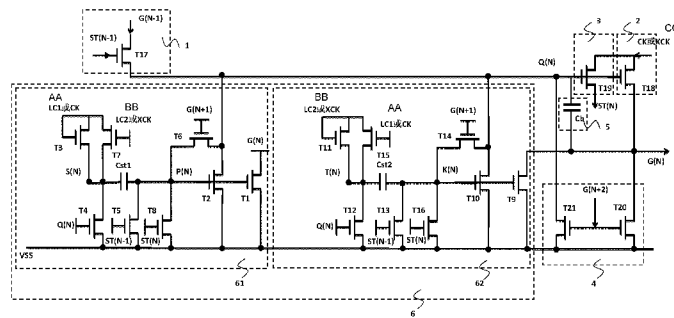 G(N-1)
ST(N-1)
T17
1
3
2
CC
CK或XCK
Q(N)
T19
T18
ST(N)
Cb
5
G(N)
AA
BB
LC1或CK
LC2或XCK
T3
T7
Cst1
S(N)
G(N+1)
T6
P(N)
G(N)
T2
T1
Q(N)
T4
T5
T8
ST(N-1)
ST(N)
VSS
61
BB
AA
LC2或XCK
LC1或CK
T11
T15
Cst2
T(N)
G(N+1)
T14
K(N)
T10
T9
Q(N)
T12
T13
T16
ST(N-1)
ST(N)
62
6
G(N+2)
T21
T20
4